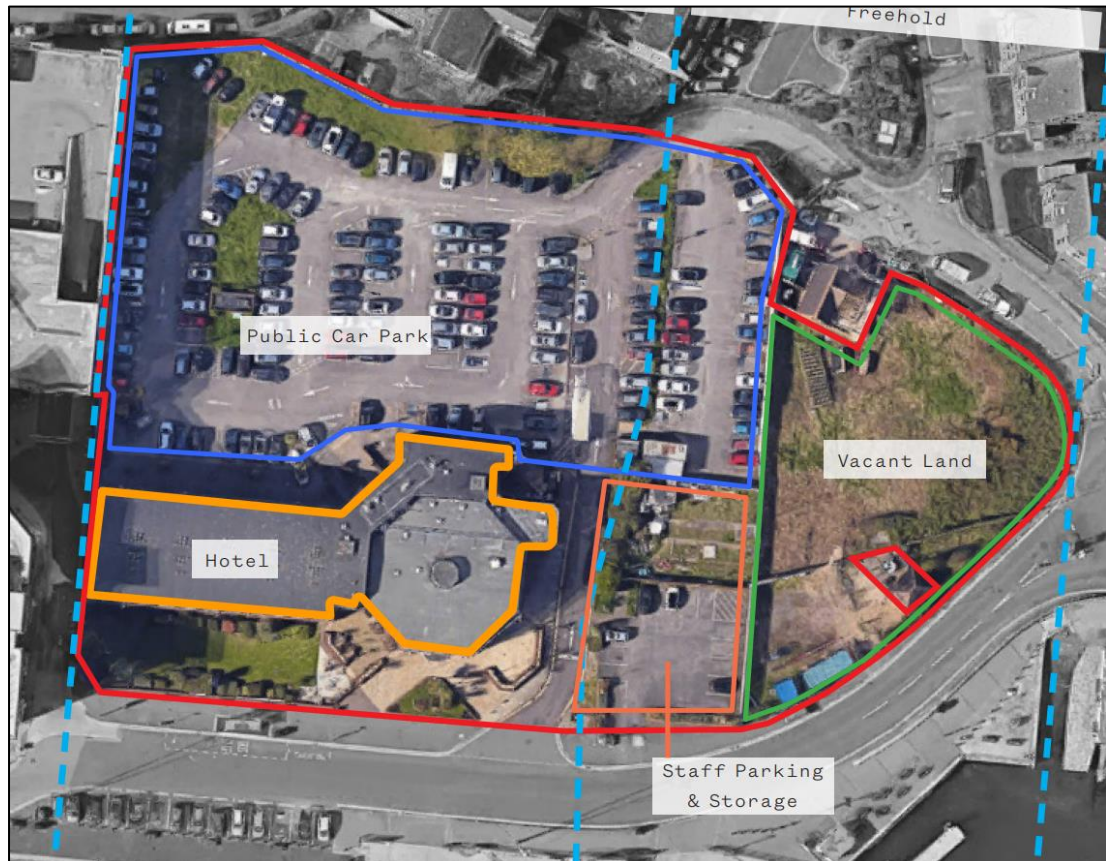 Freehold
Public Car Park
Vacant Land
Hotel
Staff Parking
& Storage